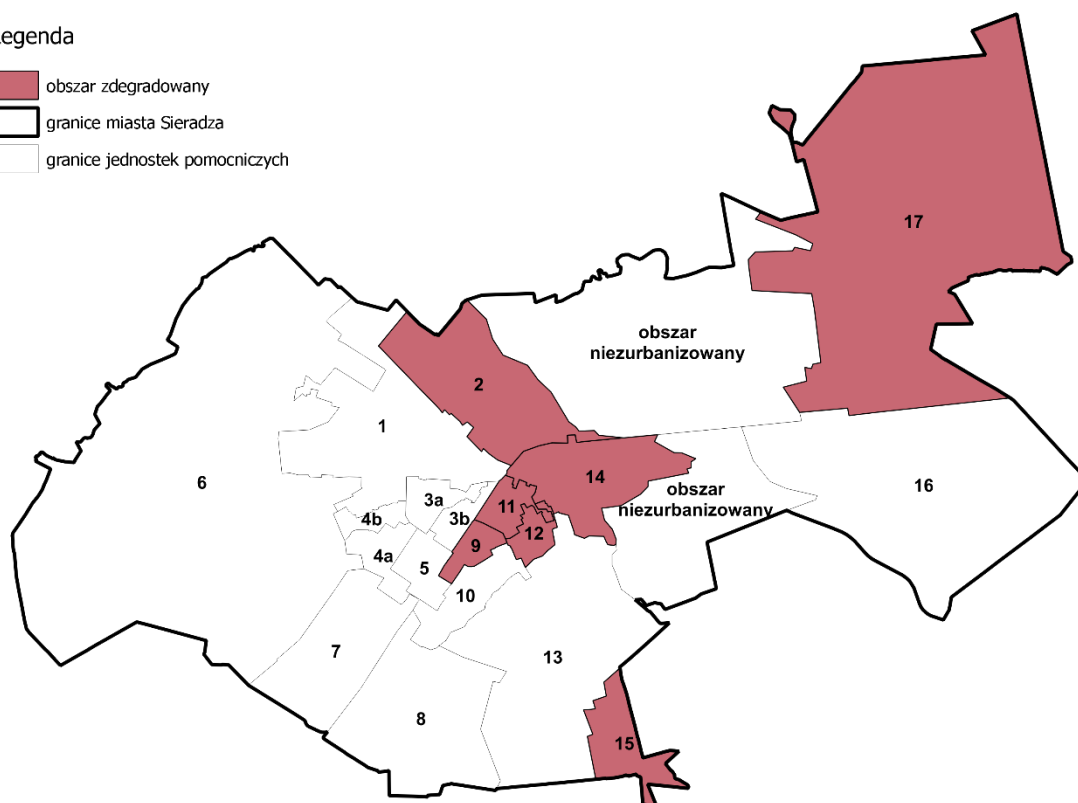 Legenda
obszar zdegradowany
granice miasta Sieradza
granice jednostek pomocniczych
17
obszar
niezurbanizowany
2
1
6
14
16
obszar
niezurbanizowany
3a
11
3b
4b
12
9
4a
5
10
7
13
8
15